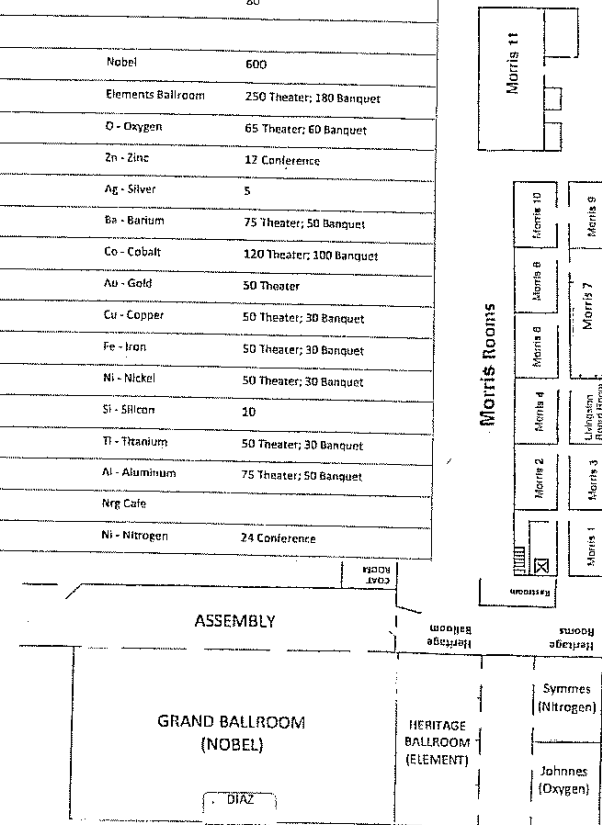 80
Nobel 600
Elements Ballroom 250 Theater; 180 Banquet
O - Oxygen 65 Theater; 60 Banquet
Zn - Zinc 12 Conference
Ag - Silver 5
Ba - Barium 75 Theater; 50 Banquet
Co - Cobalt 120 Theater; 100 Banquet
Au - Gold 50 Theater
Cu - Copper 50 Theater; 30 Banquet
Fe - Iron 50 Theater; 30 Banquet
Ni - Nickel 50 Theater; 30 Banquet
Si - Silicon 10
Ti - Titanium 50 Theater; 30 Banquet
Al - Aluminum 75 Theater; 50 Banquet
Nrg Cafe
Ni - Nitrogen 24 Conference
Morris 11
Morris Rooms
Morris 10
Morris 9
Morris 8
Morris 7
Morris 6
Morris 4
Livingston
Board Room
Morris 2
Morris 3
Morris 1
Restroom
COAT
ROOM
ASSEMBLY
Heritage
Balloom
Heritage
Rooms
GRAND BALLROOM
(NOBEL)
DIAZ
HERITAGE
BALLROOM
(ELEMENT)
Symmes
(Nitrogen)
Johnnes
(Oxygen)